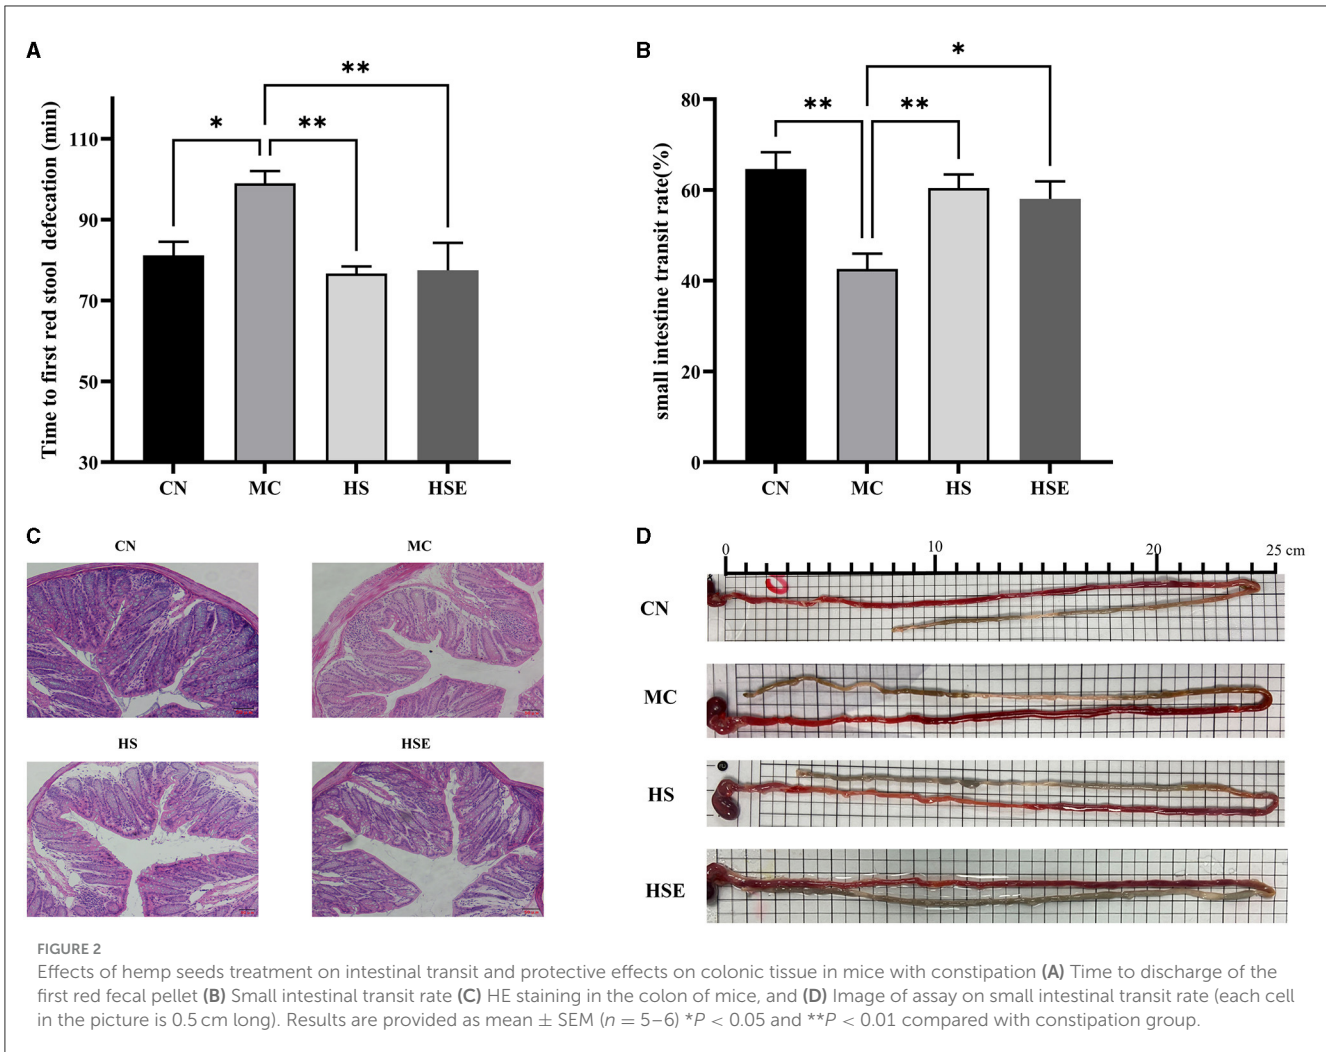 A
Time to first red stool defecation (min)
110
90
70
50
30
*
**
**
CN
MC
HS
HSE
B
small intestine transit rate(%)
80
60
40
20
0
**
**
*
CN
MC
HS
HSE
C
CN
MC
HS
HSE
D
0
10
20
25 cm
CN
MC
HS
HSE
FIGURE 2
Effects of hemp seeds treatment on intestinal transit and protective effects on colonic tissue in mice with constipation (A) Time to discharge of the
first red fecal pellet (B) Small intestinal transit rate (C) HE staining in the colon of mice, and (D) Image of assay on small intestinal transit rate (each cell
in the picture is 0.5 cm long). Results are provided as mean ± SEM (n = 5–6) *P < 0.05 and **P < 0.01 compared with constipation group.